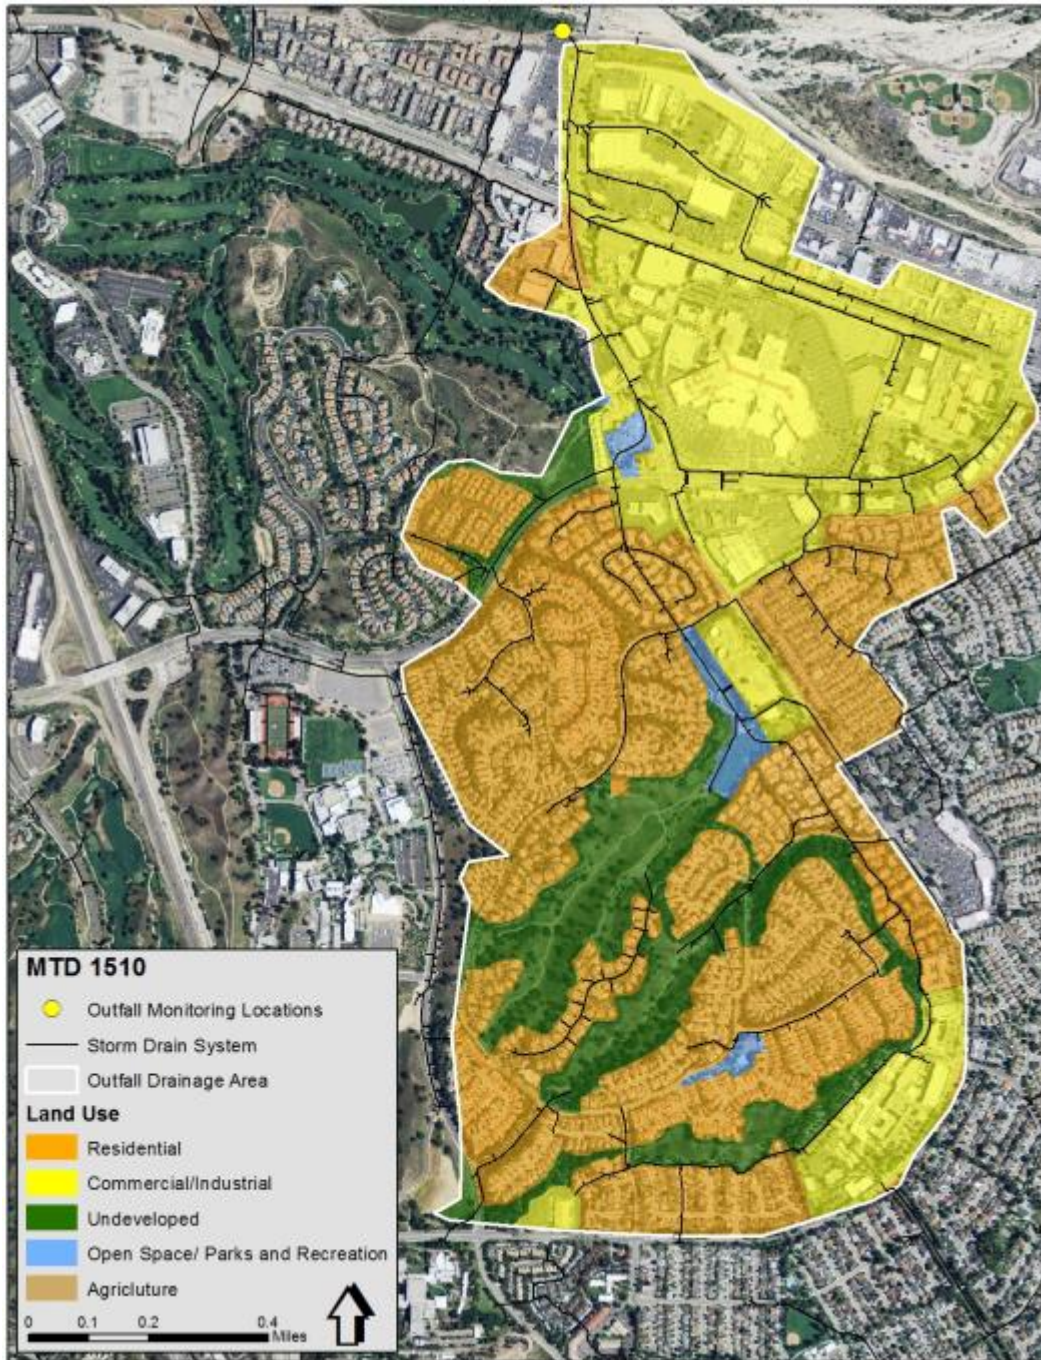 MTD 1510
Outfall Monitoring Locations
Storm Drain System
Outfall Drainage Area
Land Use
Residential
Commercial/Industrial
Undeveloped
Open Space/ Parks and Recreation
Agricluture
0 0.1 0.2 0.4
Miles